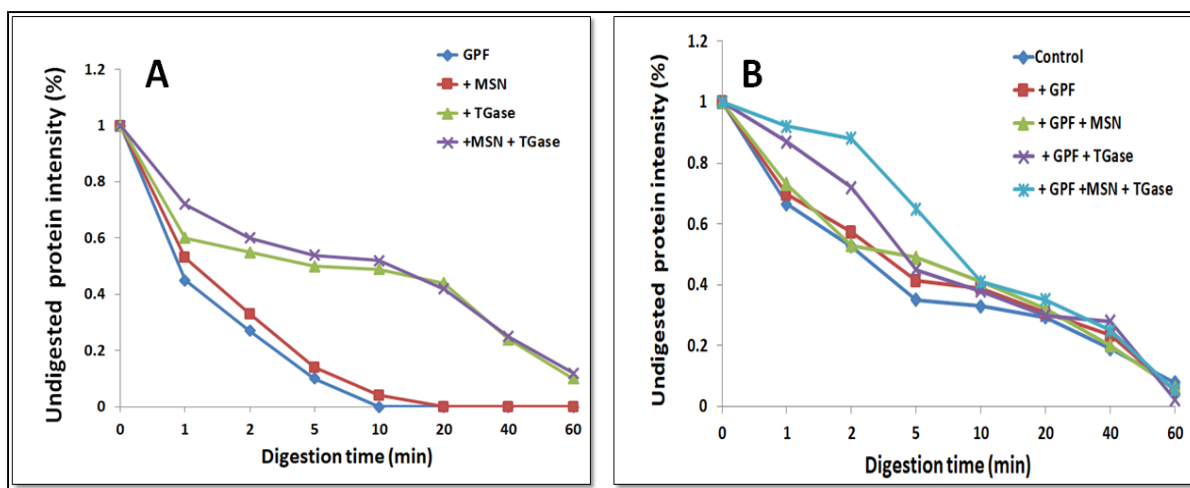 A
GPF
+ MSN
+ TGase
+MSN + TGase
Undigested protein intensity (%)
1.2
1
0.8
0.6
0.4
0.2
0
0 1 2 5 10 20 40 60
Digestion time (min)
B
Control
+ GPF
+ GPF + MSN
+ GPF + TGase
+ GPF +MSN + TGase
Undigested protein intensity (%)
1.2
1
0.8
0.6
0.4
0.2
0
0 1 2 5 10 20 40 60
Digestion time (min)